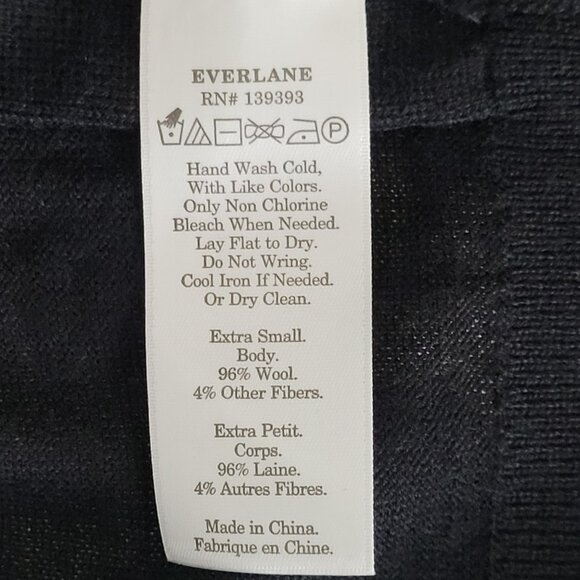 EVERLANE
RN# 139393
P
Hand Wash Cold,
With Like Colors.
Only Non Chlorine
Bleach When Needed.
Lay Flat to Dry.
Do Not Wring.
Cool Iron If Needed.
Or Dry Clean.
Extra Small.
Body.
96% Wool.
4% Other Fibers.
Extra Petit.
Corps.
96% Laine.
4% Autres Fibres.
Made in China.
Fabrique en Chine.